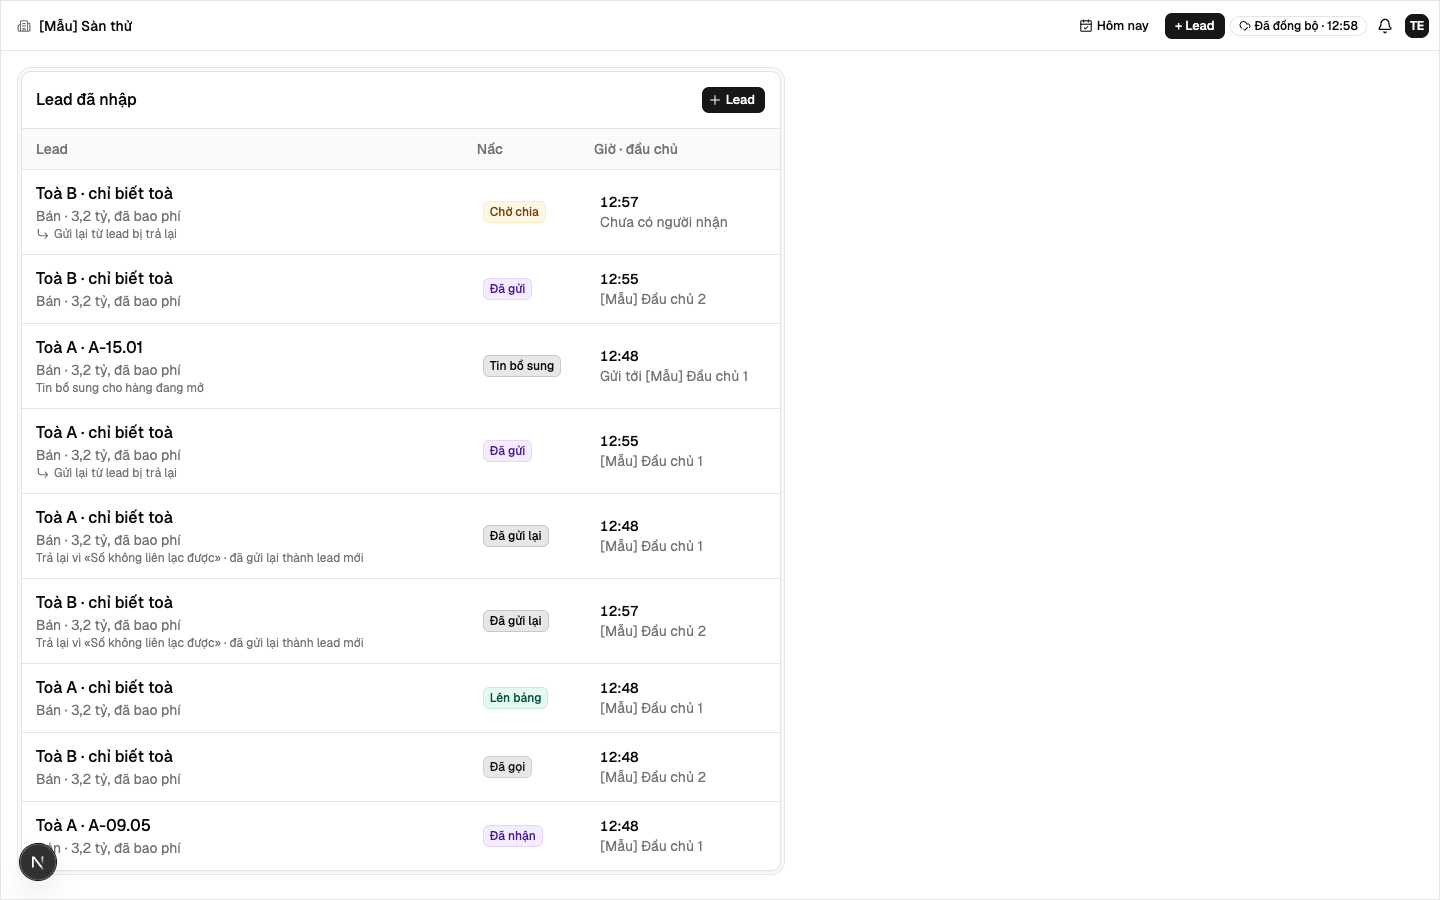 [Mẫu] Sàn thử
Hôm nay
+ Lead
Đã đồng bộ · 12:58
TE
Lead đã nhập
+ Lead
Lead Nấc Giờ · đầu chủ
Toà B · chỉ biết toà
Bán · 3,2 tỷ, đã bao phí
Gửi lại từ lead bị trả lại
Chờ chia
12:57
Chưa có người nhận
Toà B · chỉ biết toà
Bán · 3,2 tỷ, đã bao phí
Đã gửi
12:55
[Mẫu] Đầu chủ 2
Toà A · A-15.01
Bán · 3,2 tỷ, đã bao phí
Tin bổ sung cho hàng đang mở
Tin bổ sung
12:48
Gửi tới [Mẫu] Đầu chủ 1
Toà A · chỉ biết toà
Bán · 3,2 tỷ, đã bao phí
Gửi lại từ lead bị trả lại
Đã gửi
12:55
[Mẫu] Đầu chủ 1
Toà A · chỉ biết toà
Bán · 3,2 tỷ, đã bao phí
Trả lại vì «Số không liên lạc được» · đã gửi lại thành lead mới
Đã gửi lại
12:48
[Mẫu] Đầu chủ 1
Toà B · chỉ biết toà
Bán · 3,2 tỷ, đã bao phí
Trả lại vì «Số không liên lạc được» · đã gửi lại thành lead mới
Đã gửi lại
12:57
[Mẫu] Đầu chủ 2
Toà A · chỉ biết toà
Bán · 3,2 tỷ, đã bao phí
Lên bảng
12:48
[Mẫu] Đầu chủ 1
Toà B · chỉ biết toà
Bán · 3,2 tỷ, đã bao phí
Đã gọi
12:48
[Mẫu] Đầu chủ 2
Toà A · A-09.05
· 3,2 tỷ, đã bao phí
Đã nhận
12:48
[Mẫu] Đầu chủ 1
N